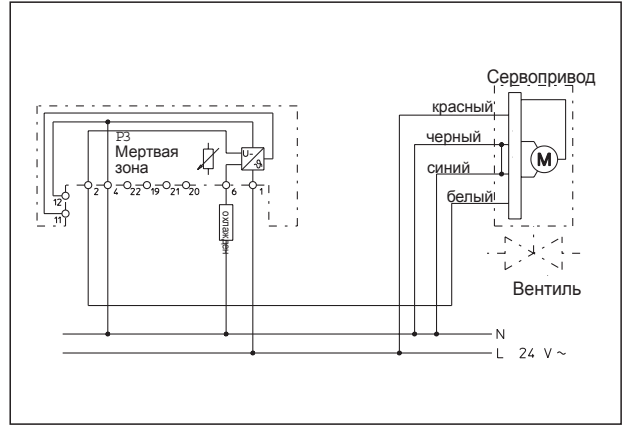 Сервопривод
красный
P3
Мертвая
зона
U-
-ϑ
черный
M
синий
белый
2 4 22 19 21 20 6 1
12
11
охлажден
Вентиль
N
L 24 V ~